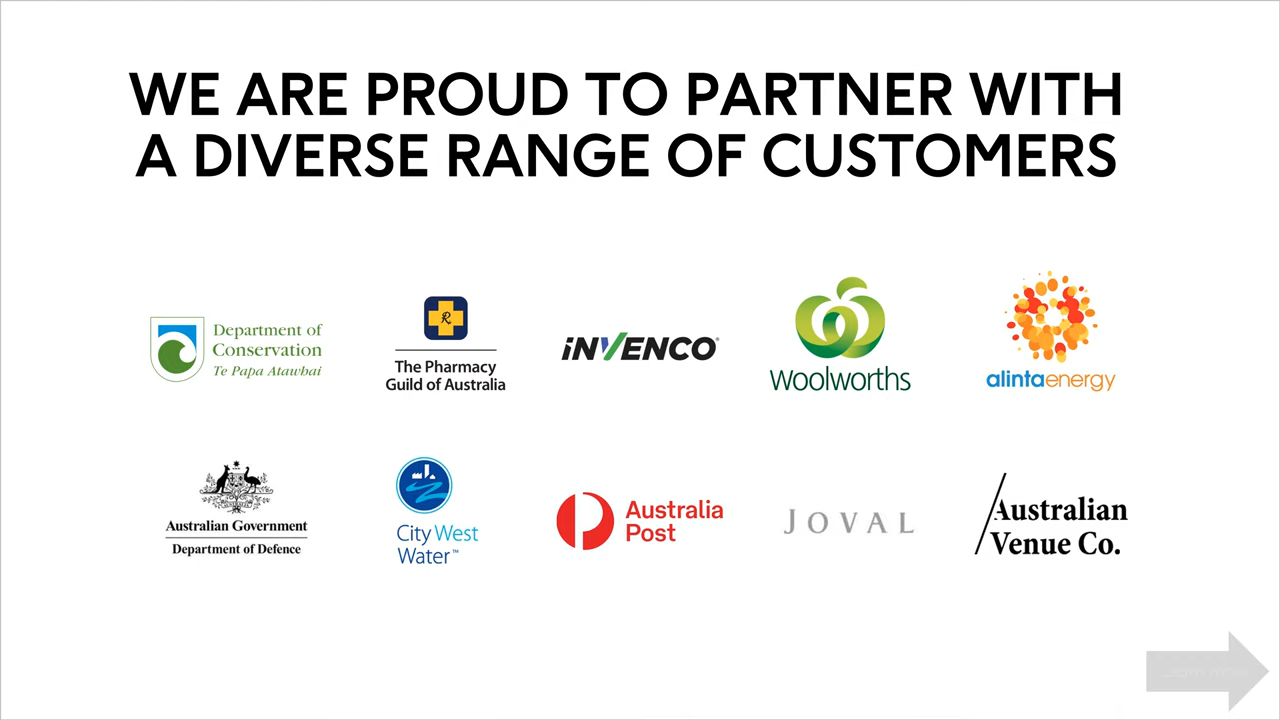 WE ARE PROUD TO PARTNER WITH
A DIVERSE RANGE OF CUSTOMERS
Department of
Conservation
Te Papa Atawhai
R
The Pharmacy
Guild of Australia
INVENCO®
Woolworths
alintaenergy
Australian Government
Department of Defence
City West
Water™
Australia
Post
JOVAL
Australian
Venue Co.